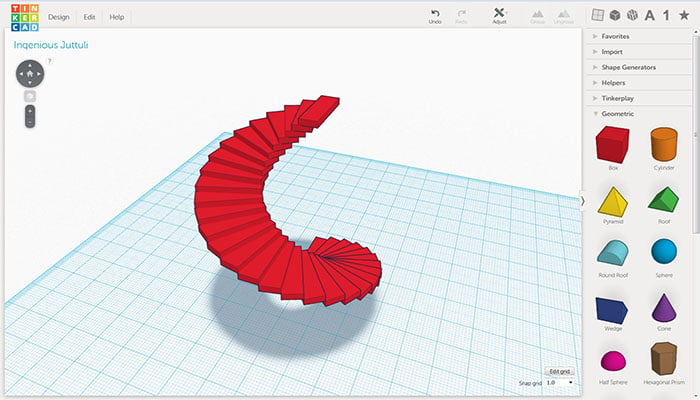 TIN
KER
CAD
Design
Edit
Help
Undo
Redo
Adjust
Group
Ungroup
A
1
Ingenious Juttuli
?
+
-
Favorites
Import
Shape Generators
Helpers
Tinkerplay
Geometric
Box
Cylinder
Pyramid
Roof
Round Roof
Sphere
Wedge
Cone
Half Sphere
Hexagonal Prism
Edit grid
Snap grid 1.0